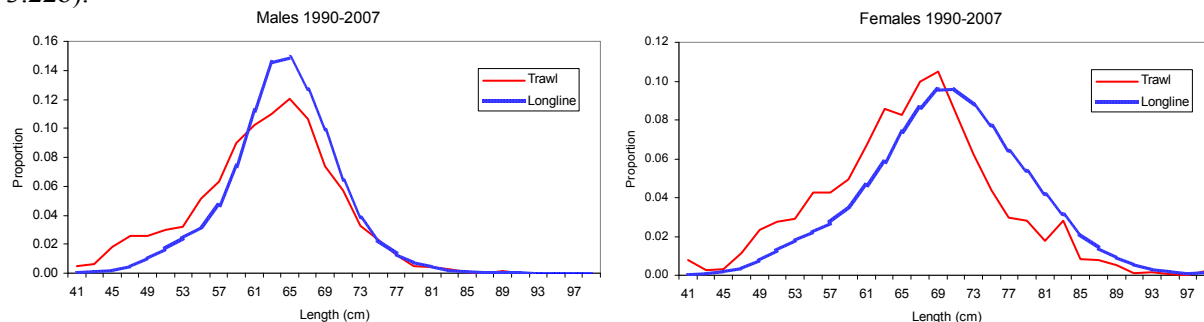 3.228).
Males 1990-2007
0.16
0.14
0.12
0.10
0.08
0.06
0.04
0.02
0.00
Proportion
Trawl
Longline
41 45 49 53 57 61 65 69 73 77 81 85 89 93 97
Length (cm)
Females 1990-2007
0.12
0.10
0.08
0.06
0.04
0.02
0.00
Proportion
Trawl
Longline
41 45 49 53 57 61 65 69 73 77 81 85 89 93 97
Length (cm)